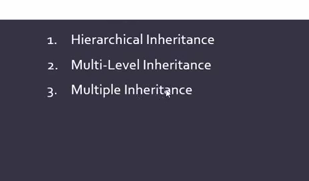 1. Hierarchical Inheritance
2. Multi-Level Inheritance
3. Multiple Inheritance